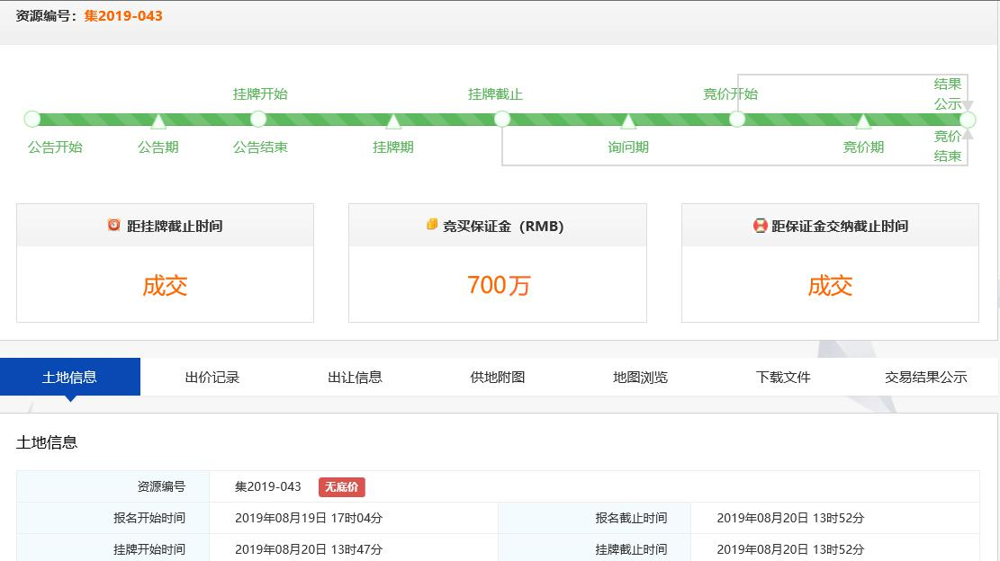 资源编号：集2019-043
挂牌开始 挂牌截止 竞价开始 结果
公示
公告开始 公告期 公告结束 挂牌期 询问期 竞价期 竞价
结束
距挂牌截止时间 竞买保证金（RMB） 距保证金交纳截止时间
成交 700万 成交
土地信息 出价记录 出让信息 供地附图 地图浏览 下载文件 交易结果公示
土地信息
资源编号 集2019-043 无底价
报名开始时间 2019年08月19日 17时04分 报名截止时间 2019年08月20日 13时52分
挂牌开始时间 2019年08月20日 13时47分 挂牌截止时间 2019年08月20日 13时52分